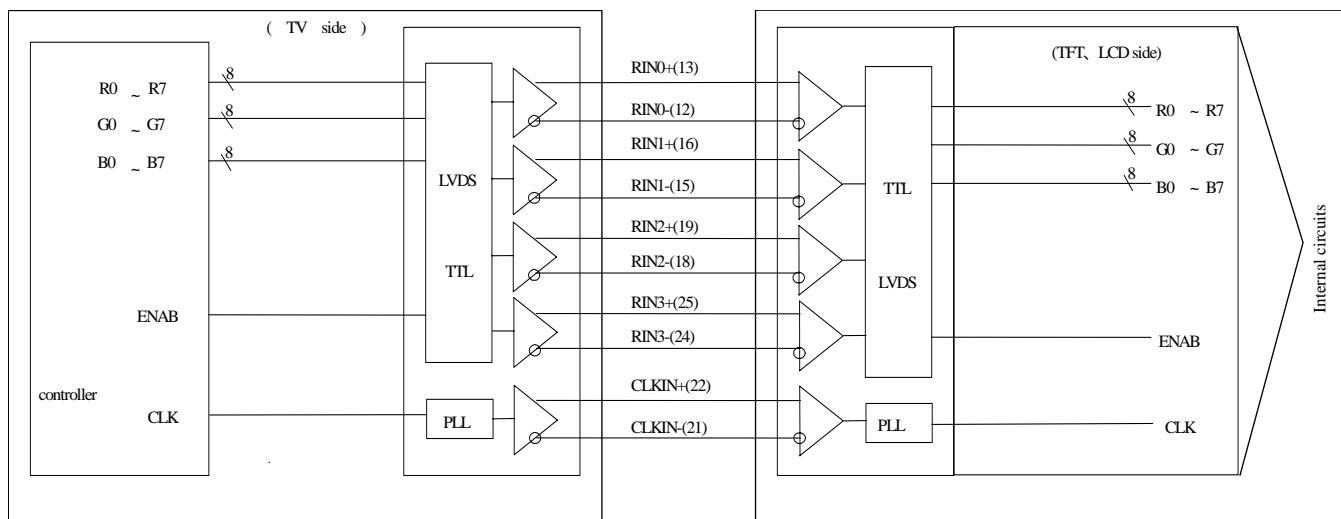 ( TV side )
8
R0 ~ R7
8
G0 ~ G7
8
B0 ~ B7
LVDS
TTL
ENAB
controller
CLK
PLL
RIN0+(13)
RIN0-(12)
RIN1+(16)
RIN1-(15)
RIN2+(19)
RIN2-(18)
RIN3+(25)
RIN3-(24)
CLKIN+(22)
CLKIN-(21)
TTL
LVDS
PLL
(TFT、LCD side)
8
R0 ~ R7
8
G0 ~ G7
8
B0 ~ B7
ENAB
CLK
Internal circuits